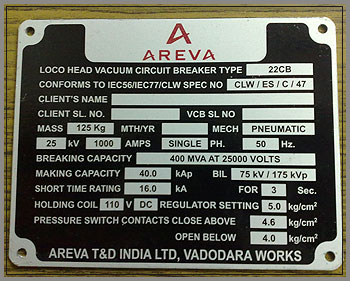 AREVA
LOCO HEAD VACUUM CIRCUIT BREAKER TYPE 22CB
CONFORMS TO IEC56/IEC77/CLW SPEC NO CLW / ES / C / 47
CLIENT'S NAME
CLIENT SL. NO. VCB SL NO
MASS 125 Kg MTH/YR MECH PNEUMATIC
25 kV 1000 AMPS SINGLE PH. 50 Hz.
BREAKING CAPACITY 400 MVA AT 25000 VOLTS
MAKING CAPACITY 40.0 kAp BIL 75 kV / 175 kVp
SHORT TIME RATING 16.0 kA FOR 3 Sec.
HOLDING COIL 110 V DC REGULATOR SETTING 5.0 kg/cm²
PRESSURE SWITCH CONTACTS CLOSE ABOVE 4.6 kg/cm²
OPEN BELOW 4.0 kg/cm²
AREVA T&D INDIA LTD, VADODARA WORKS